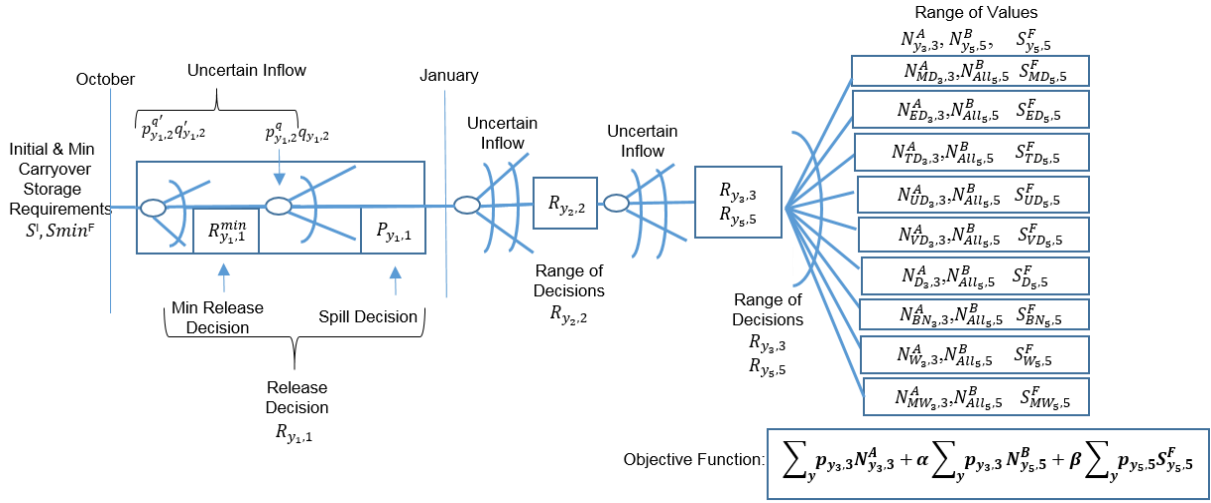 Range of Values
N^A_{y₃,3}, N^B_{y₅,5}, S^F_{y₅,5}
October
Uncertain Inflow
January
p^{q′}_{y₁,2}q′_{y₁,2}
p^q_{y₁,2}q_{y₁,2}
Initial & Min
Carryover
Storage
Requirements
S^I, Smin^F
R^{min}_{y₁,1}
P_{y₁,1}
Min Release
Decision
Spill Decision
Release
Decision
R_{y₁,1}
Uncertain
Inflow
R_{y₂,2}
Range of
Decisions
R_{y₂,2}
Uncertain
Inflow
R_{y₃,3}
R_{y₅,5}
Range of
Decisions
R_{y₃,3}
R_{y₅,5}
N^A_{MD₃,3},N^B_{All₅,5} S^F_{MD₅,5}
N^A_{ED₃,3},N^B_{All₅,5} S^F_{ED₅,5}
N^A_{TD₃,3},N^B_{All₅,5} S^F_{TD₅,5}
N^A_{UD₃,3},N^B_{All₅,5} S^F_{UD₅,5}
N^A_{VD₃,3},N^B_{All₅,5} S^F_{VD₅,5}
N^A_{D₃,3},N^B_{All₅,5} S^F_{D₅,5}
N^A_{BN₃,3},N^B_{All₅,5} S^F_{BN₅,5}
N^A_{W₃,3},N^B_{All₅,5} S^F_{W₅,5}
N^A_{MW₃,3},N^B_{All₅,5} S^F_{MW₅,5}
Objective Function: ∑_y p_{y₃,3}N^A_{y₃,3} + α ∑_y p_{y₃,3} N^B_{y₅,5} + β ∑_y p_{y₅,5}S^F_{y₅,5}